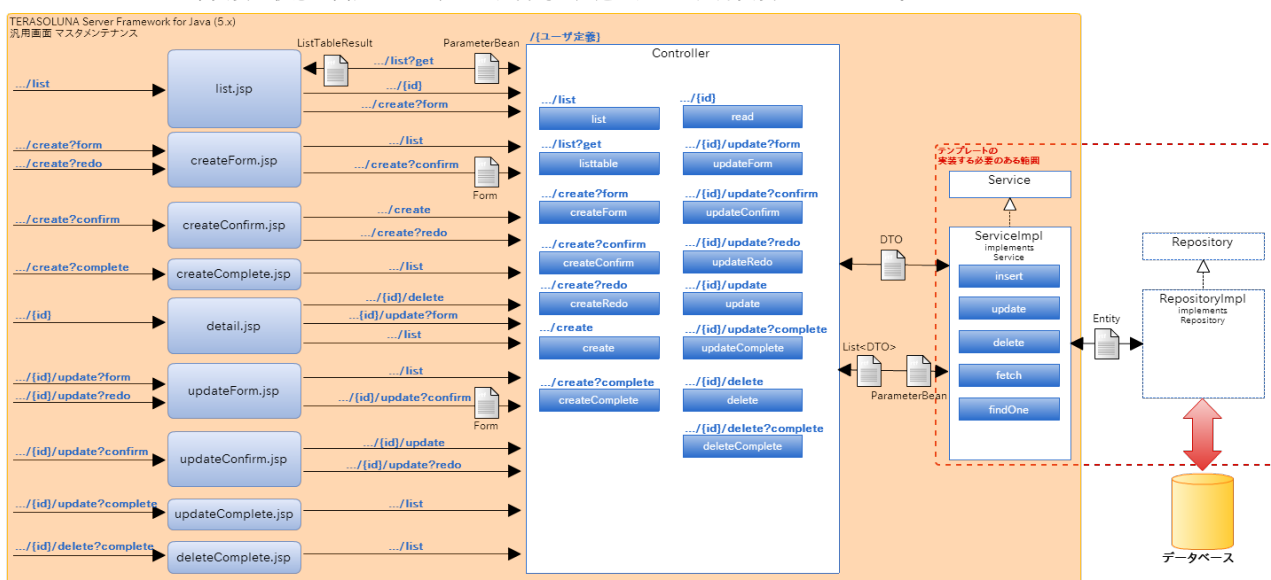 TERASOLUNA Server Framework for Java (5.x)
汎用画面 マスタメンテナンス
ListTableResult
ParameterBean
/{ユーザ定義}
Controller
.../list
list.jsp
.../list?get
.../{id}
.../create?form
.../create?form
.../create?redo
createForm.jsp
.../list
.../create?confirm
Form
.../create?confirm
createConfirm.jsp
.../create
.../create?redo
.../create?complete
createComplete.jsp
.../list
.../{id}
detail.jsp
.../{id}/delete
...{id}/update?form
.../list
.../{id}/update?form
.../{id}/update?redo
updateForm.jsp
.../list
.../{id}/update?confirm
Form
.../{id}/update?confirm
updateConfirm.jsp
.../{id}/update
.../{id}/update?redo
.../{id}/update?complete
updateComplete.jsp
.../list
.../{id}/delete?complete
deleteComplete.jsp
.../list
.../list
list
.../list?get
listtable
.../create?form
createForm
.../create?confirm
createConfirm
.../create?redo
createRedo
.../create
create
.../create?complete
createComplete
.../{id}
read
.../{id}/update?form
updateForm
.../{id}/update?confirm
updateConfirm
.../{id}/update?redo
updateRedo
.../{id}/update
update
.../{id}/update?complete
updateComplete
.../{id}/delete
delete
.../{id}/delete?complete
deleteComplete
DTO
List<DTO>
ParameterBean
テンプレートの
実装する必要のある範囲
Service
ServiceImpl
implements
Service
insert
update
delete
fetch
findOne
Entity
Repository
RepositoryImpl
implements
Repository
データベース